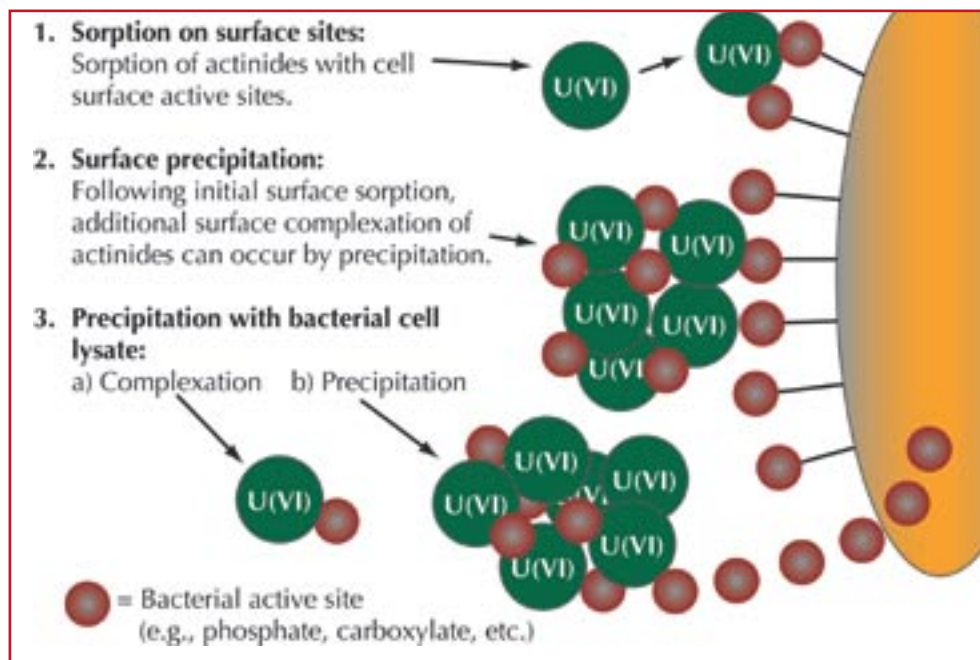 1. Sorption on surface sites:
Sorption of actinides with cell
surface active sites.
U(VI)
U(VI)
2. Surface precipitation:
Following initial surface sorption,
additional surface complexation of
actinides can occur by precipitation.
U(VI)
U(VI)
U(VI)
U(VI)
U(VI
3. Precipitation with bacterial cell
lysate:
a) Complexation b) Precipitation
U(VI)
U(VI)
U(VI)
U(VI)
U(VI)
U(VI)
= Bacterial active site
(e.g., phosphate, carboxylate, etc.)